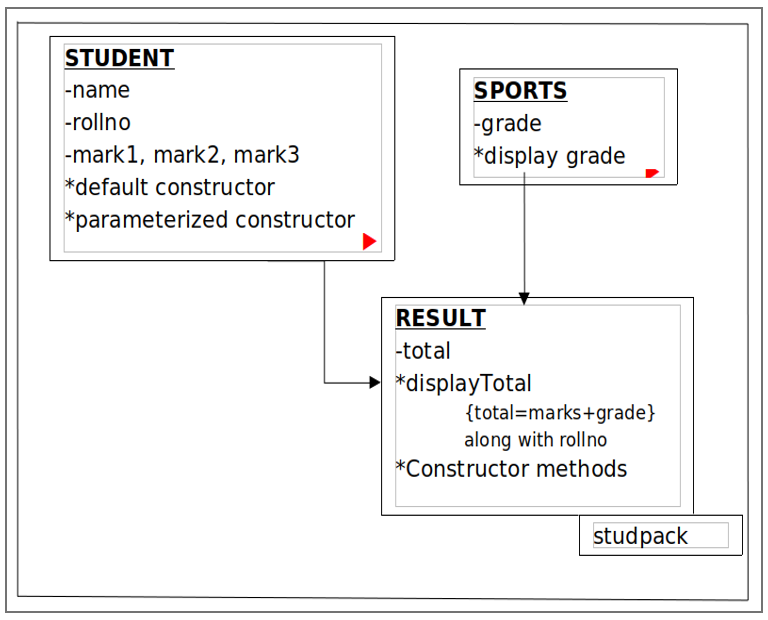 STUDENT
-name
-rollno
-mark1, mark2, mark3
*default constructor
*parameterized constructor
SPORTS
-grade
*display grade
RESULT
-total
*displayTotal
{total=marks+grade}
along with rollno
*Constructor methods
studpack